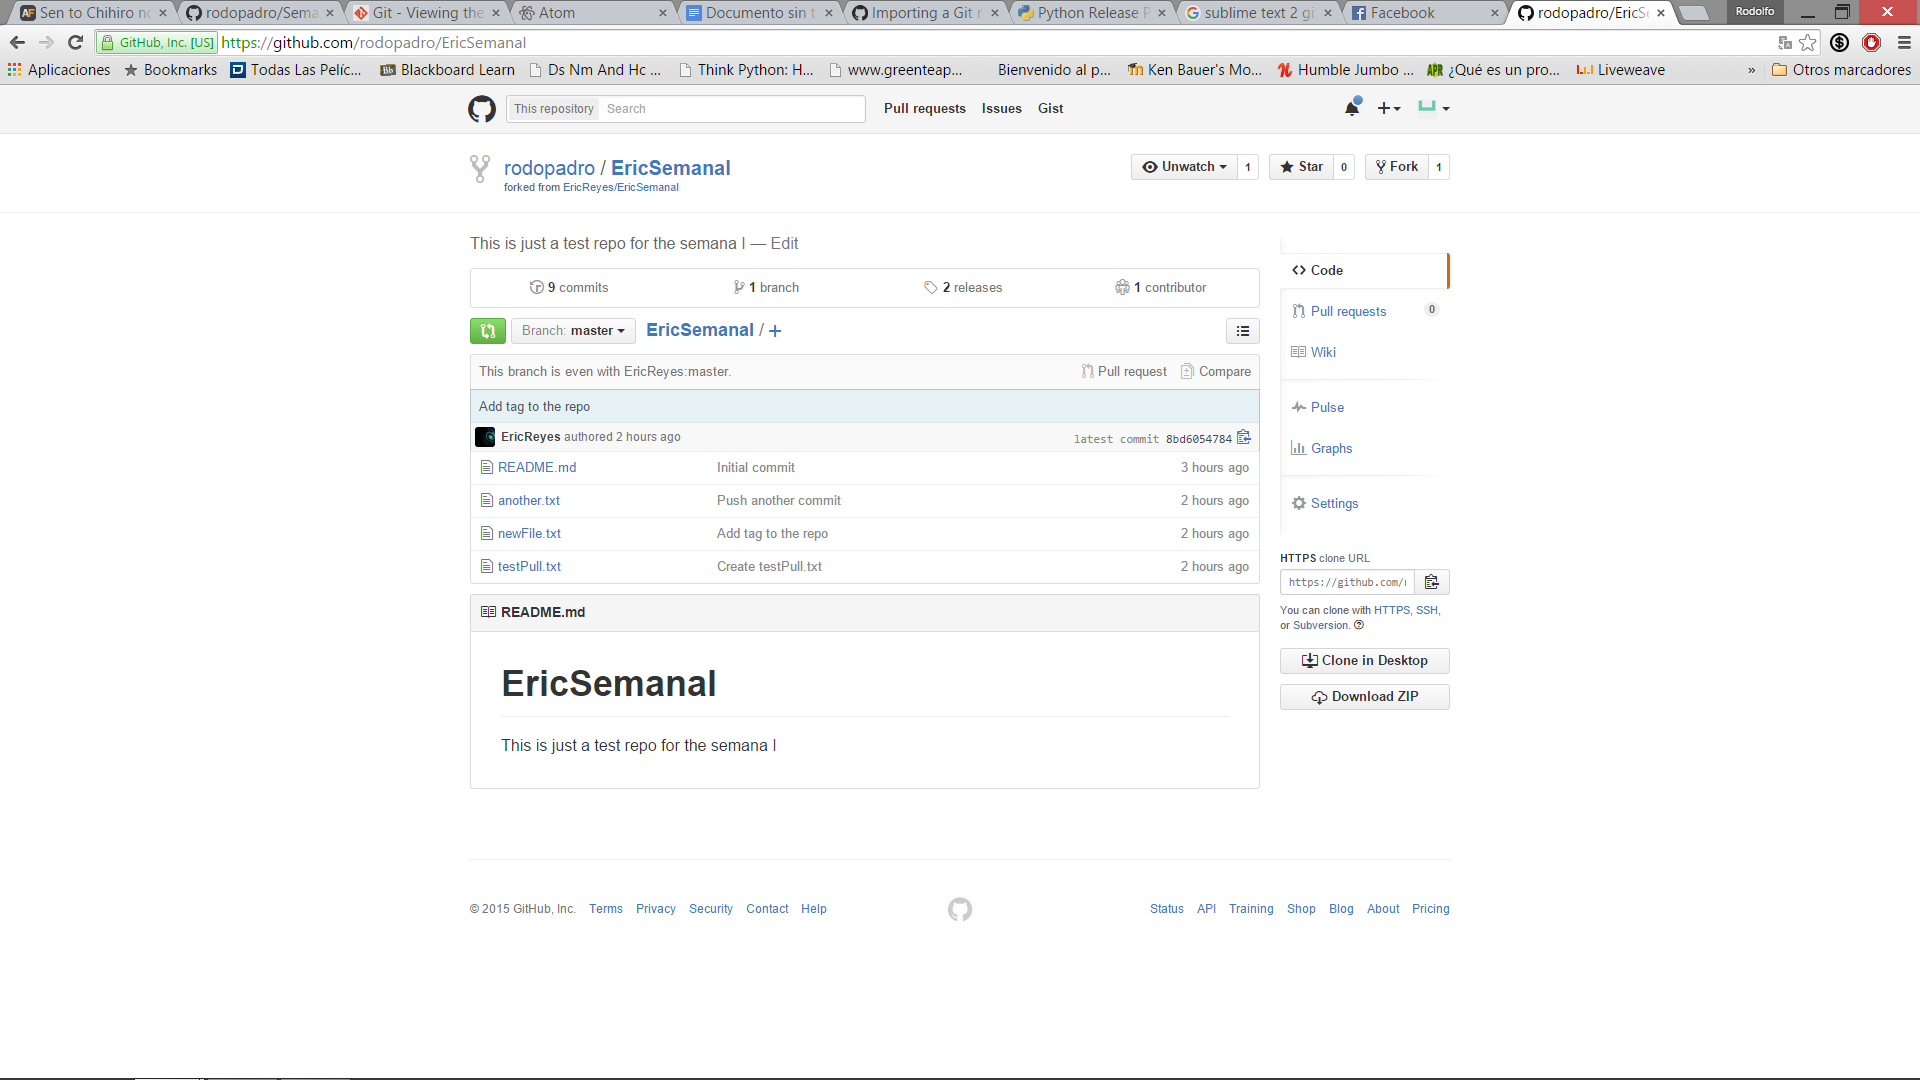 Sen to Chihiro no
rodopadro/Sema
Git - Viewing the
Atom
Documento sin t
Importing a Git r
Python Release P
sublime text 2 gi
Facebook
rodopadro/EricSe
Rodolfo
GitHub, Inc. [US] https://github.com/rodopadro/EricSemanal
Aplicaciones
Bookmarks
Todas Las Pelíc...
Blackboard Learn
Ds Nm And Hc ...
Think Python: H...
www.greenteap...
Bienvenido al p...
Ken Bauer's Mo...
Humble Jumbo ...
¿Qué es un pro...
Liveweave
»
Otros marcadores
This repository Search
Pull requests Issues Gist
rodopadro / EricSemanal
forked from EricReyes/EricSemanal
Unwatch 1
Star 0
Fork 1
This is just a test repo for the semana I — Edit
9 commits
1 branch
2 releases
1 contributor
Branch: master
EricSemanal / +
This branch is even with EricReyes:master.
Pull request Compare
Add tag to the repo
EricReyes authored 2 hours ago
latest commit 8bd6054784
README.md Initial commit 3 hours ago
another.txt Push another commit 2 hours ago
newFile.txt Add tag to the repo 2 hours ago
testPull.txt Create testPull.txt 2 hours ago
README.md
EricSemanal
This is just a test repo for the semana I
Code
Pull requests 0
Wiki
Pulse
Graphs
Settings
HTTPS clone URL
https://github.com/r
You can clone with HTTPS, SSH,
or Subversion.
Clone in Desktop
Download ZIP
© 2015 GitHub, Inc. Terms Privacy Security Contact Help
Status API Training Shop Blog About Pricing